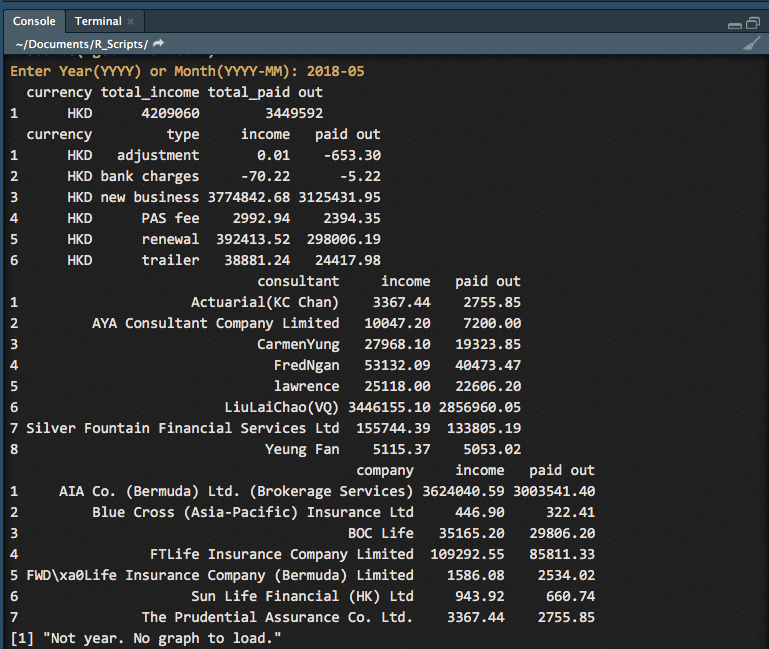 Console Terminal ×
~/Documents/R_Scripts/
Enter Year(YYYY) or Month(YYYY-MM): 2018-05
currency total_income total_paid out
1 HKD 4209060 3449592
currency type income paid out
1 HKD adjustment 0.01 -653.30
2 HKD bank charges -70.22 -5.22
3 HKD new business 3774842.68 3125431.95
4 HKD PAS fee 2992.94 2394.35
5 HKD renewal 392413.52 298006.19
6 HKD trailer 38881.24 24417.98
consultant income paid out
1 Actuarial(KC Chan) 3367.44 2755.85
2 AYA Consultant Company Limited 10047.20 7200.00
3 CarmenYung 27968.10 19323.85
4 FredNgan 53132.09 40473.47
5 lawrence 25118.00 22606.20
6 LiuLaiChao(VQ) 3446155.10 2856960.05
7 Silver Fountain Financial Services Ltd 155744.39 133805.19
8 Yeung Fan 5115.37 5053.02
company income paid out
1 AIA Co. (Bermuda) Ltd. (Brokerage Services) 3624040.59 3003541.40
2 Blue Cross (Asia-Pacific) Insurance Ltd 446.90 322.41
3 BOC Life 35165.20 29806.20
4 FTLife Insurance Company Limited 109292.55 85811.33
5 FWD\xa0Life Insurance Company (Bermuda) Limited 1586.08 2534.02
6 Sun Life Financial (HK) Ltd 943.92 660.74
7 The Prudential Assurance Co. Ltd. 3367.44 2755.85
[1] "Not year. No graph to load."